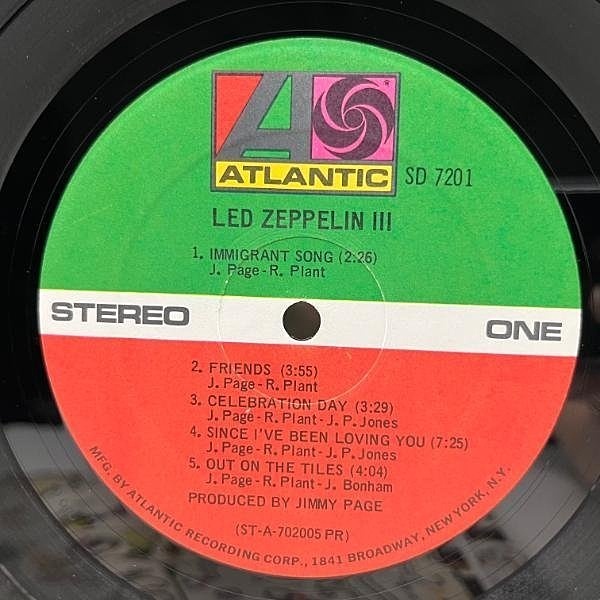 ATLANTIC
SD 7201
LED ZEPPELIN III
1. IMMIGRANT SONG (2:26)
J. Page-R. Plant
STEREO
ONE
2. FRIENDS (3:55)
J. Page-R. Plant
3. CELEBRATION DAY (3:29)
J. Page-R. Plant-J.P. Jones
4. SINCE I'VE BEEN LOVING YOU (7:25)
J. Page-R. Plant-J.P. Jones
5. OUT ON THE TILES (4:04)
J. Page-R. Plant-J. Bonham
PRODUCED BY JIMMY PAGE
(ST-A-702005 PR)
MFG. BY ATLANTIC RECORDING CORP., 1841 BROADWAY, NEW YORK, N.Y.